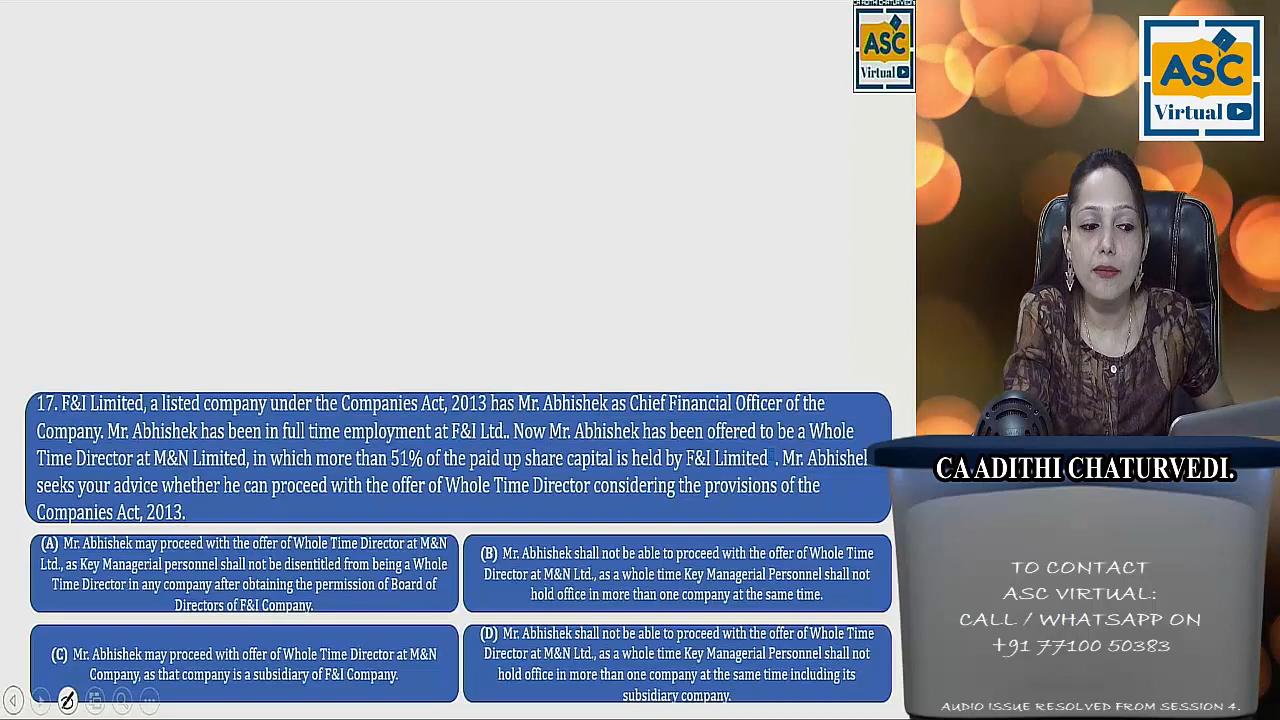 CA ADITHI CHATURVEDI
ASC
Virtual
ASC
Virtual
17. F&I Limited, a listed company under the Companies Act, 2013 has Mr. Abhishek as Chief Financial Officer of the
Company. Mr. Abhishek has been in full time employment at F&I Ltd.. Now Mr. Abhishek has been offered to be a Whole
Time Director at M&N Limited, in which more than 51% of the paid up share capital is held by F&I Limited . Mr. Abhishel
seeks your advice whether he can proceed with the offer of Whole Time Director considering the provisions of the
Companies Act, 2013.
(A) Mr. Abhishek may proceed with the offer of Whole Time Director at M&N
Ltd., as Key Managerial personnel shall not be disentitled from being a Whole
Time Director in any company after obtaining the permission of Board of
Directors of F&I Company.
(B) Mr. Abhishek shall not be able to proceed with the offer of Whole Time
Director at M&N Ltd., as a whole time Key Managerial Personnel shall not
hold office in more than one company at the same time.
(C) Mr. Abhishek may proceed with offer of Whole Time Director at M&N
Company, as that company is a subsidiary of F&I Company.
(D) Mr. Abhishek shall not be able to proceed with the offer of Whole Time
Director at M&N Ltd., as a whole time Key Managerial Personnel shall not
hold office in more than one company at the same time including its
subsidiary company.
CA ADITHI CHATURVEDI.
TO CONTACT
ASC VIRTUAL:
CALL / WHATSAPP ON
+91 77100 50383
AUDIO ISSUE RESOLVED FROM SESSION 4.